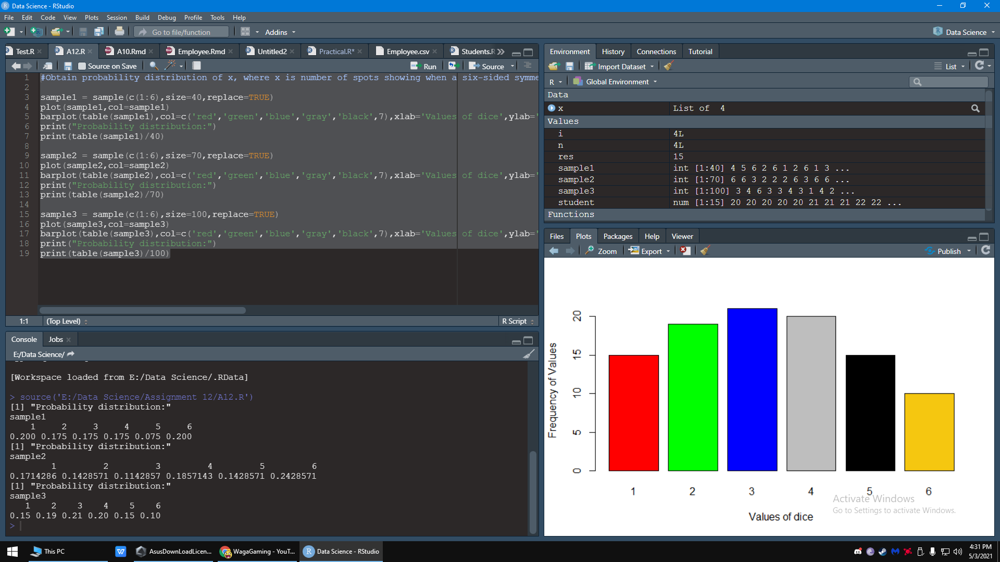 Data Science - RStudio
File Edit Code View Plots Session Build Debug Profile Tools Help
Go to file/function Addins Data Science
Test.R A12.R A10.Rmd Employee.Rmd Untitled2 Practical.R* Employee.csv Students.R
Source on Save Run Source
1 #Obtain probability distribution of x, where x is number of spots showing when a six-sided symme
2
3 sample1 = sample(c(1:6),size=40,replace=TRUE)
4 plot(sample1,col=sample1)
5 barplot(table(sample1),col=c('red','green','blue','gray','black',7),xlab='Values of dice',ylab='
6 print("Probability distribution:")
7 print(table(sample1)/40)
8
9 sample2 = sample(c(1:6),size=70,replace=TRUE)
10 plot(sample2,col=sample2)
11 barplot(table(sample2),col=c('red','green','blue','gray','black',7),xlab='Values of dice',ylab='
12 print("Probability distribution:")
13 print(table(sample2)/70)
14
15 sample3 = sample(c(1:6),size=100,replace=TRUE)
16 plot(sample3,col=sample3)
17 barplot(table(sample3),col=c('red','green','blue','gray','black',7),xlab='Values of dice',ylab='
18 print("Probability distribution:")
19 print(table(sample3)/100)
1:1 (Top Level) R Script
Console Jobs
E:/Data Science/
[Workspace loaded from E:/Data Science/.RData]
> source('E:/Data Science/Assignment 12/A12.R')
[1] "Probability distribution:"
sample1
1 2 3 4 5 6
0.200 0.175 0.175 0.175 0.075 0.200
[1] "Probability distribution:"
sample2
1 2 3 4 5 6
0.1714286 0.1428571 0.1142857 0.1857143 0.1428571 0.2428571
[1] "Probability distribution:"
sample3
1 2 3 4 5 6
0.15 0.19 0.21 0.20 0.15 0.10
>
Environment History Connections Tutorial
Import Dataset List
R Global Environment
Data
x List of 4
Values
i 4L
n 4L
res 15
sample1 int [1:40] 4 5 6 2 6 1 2 6 1 3 ...
sample2 int [1:70] 6 6 3 2 2 2 6 3 6 6 ...
sample3 int [1:100] 3 4 6 3 3 4 3 1 4 2 ...
student num [1:15] 20 20 20 20 20 21 21 21 22 22 ...
Functions
Files Plots Packages Help Viewer
Zoom Export Publish
Frequency of Values
20
15
10
5
0
1 2 3 4 5 6
Values of dice
Activate Windows
Go to Settings to activate Windows.
This PC AsusDownLoadLicen... WagaGaming - YouT... Data Science - RStudio
4:31 PM
5/3/2021